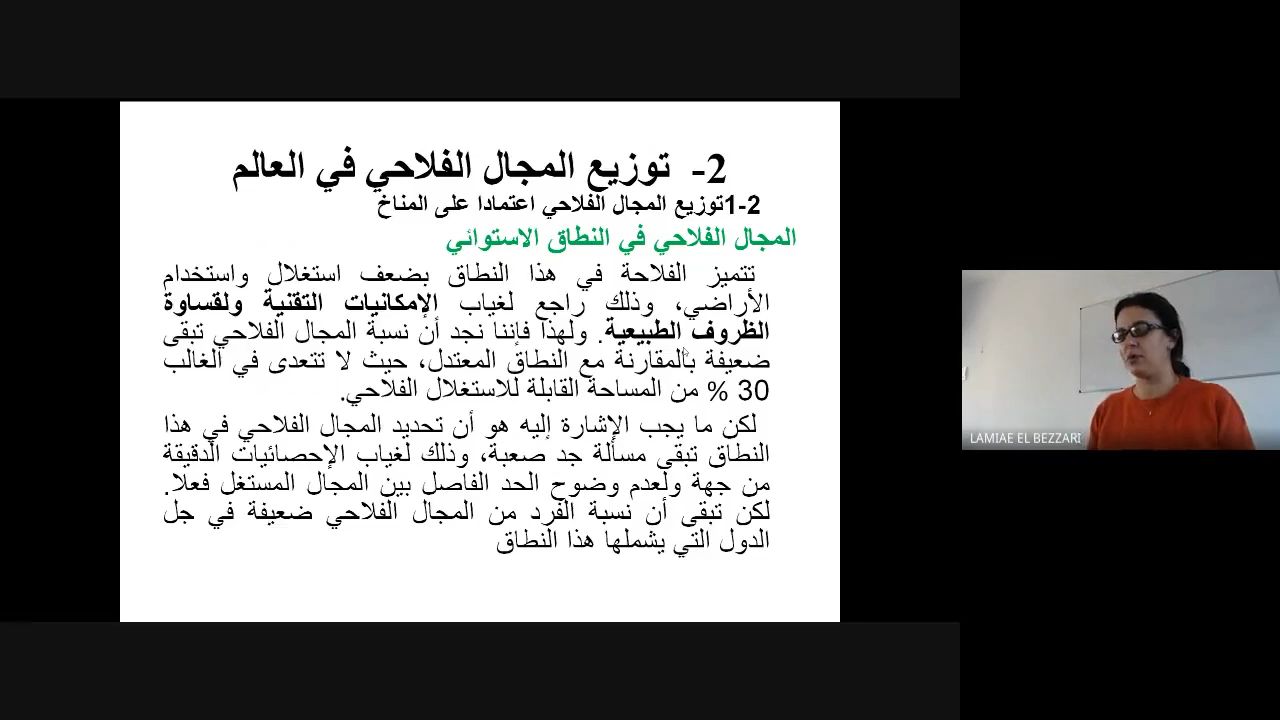 2- توزيع المجال الفلاحي في العالم
1-2توزيع المجال الفلاحي اعتمادا على المناخ
المجال الفلاحي في النطاق الاستوائي
تتميز الفلاحة في هذا النطاق بضعف استغلال واستخدام
الأراضي، وذلك راجع لغياب الإمكانيات التقنية ولقساوة
الظروف الطبيعية. ولهذا فإننا نجد أن نسبة المجال الفلاحي تبقى
ضعيفة بالمقارنة مع النطاق المعتدل، حيث لا تتعدى في الغالب
30 % من المساحة القابلة للاستغلال الفلاحي.
لكن ما يجب الإشارة إليه هو أن تحديد المجال الفلاحي في هذا
النطاق تبقى مسألة جد صعبة، وذلك لغياب الإحصائيات الدقيقة
من جهة ولعدم وضوح الحد الفاصل بين المجال المستغل فعلا.
لكن تبقى أن نسبة الفرد من المجال الفلاحي ضعيفة في جل
الدول التي يشملها هذا النطاق
LAMIAE EL BEZZARI